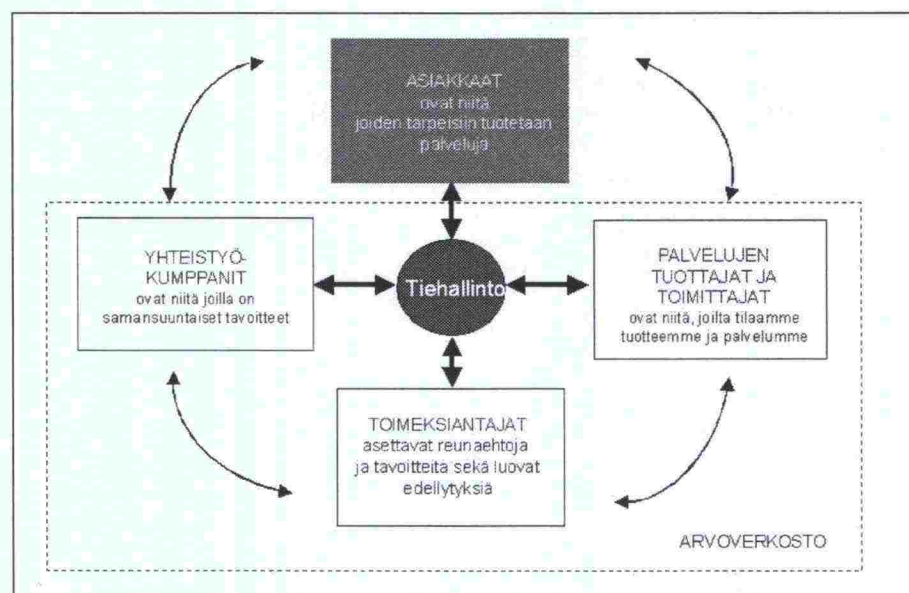 ASIAKKAAT
ovat niitä
joiden tarpeisiin tuotetaan
palveluja
YHTEISTYÖ-
KUMPPANIT
ovat niitä joilla on
samansuuntaiset tavoitteet
Tiehallinto
PALVELUJEN
TUOTTAJAT JA
TOIMITTAJAT
ovat niitä, joilta tilaamme
tuotteemme ja palvelumme
TOIMEKSIANTAJAT
asettavat reunaehtoja
ja tavoitteita sekä luovat
edellytyksiä
ARVOVERKOSTO